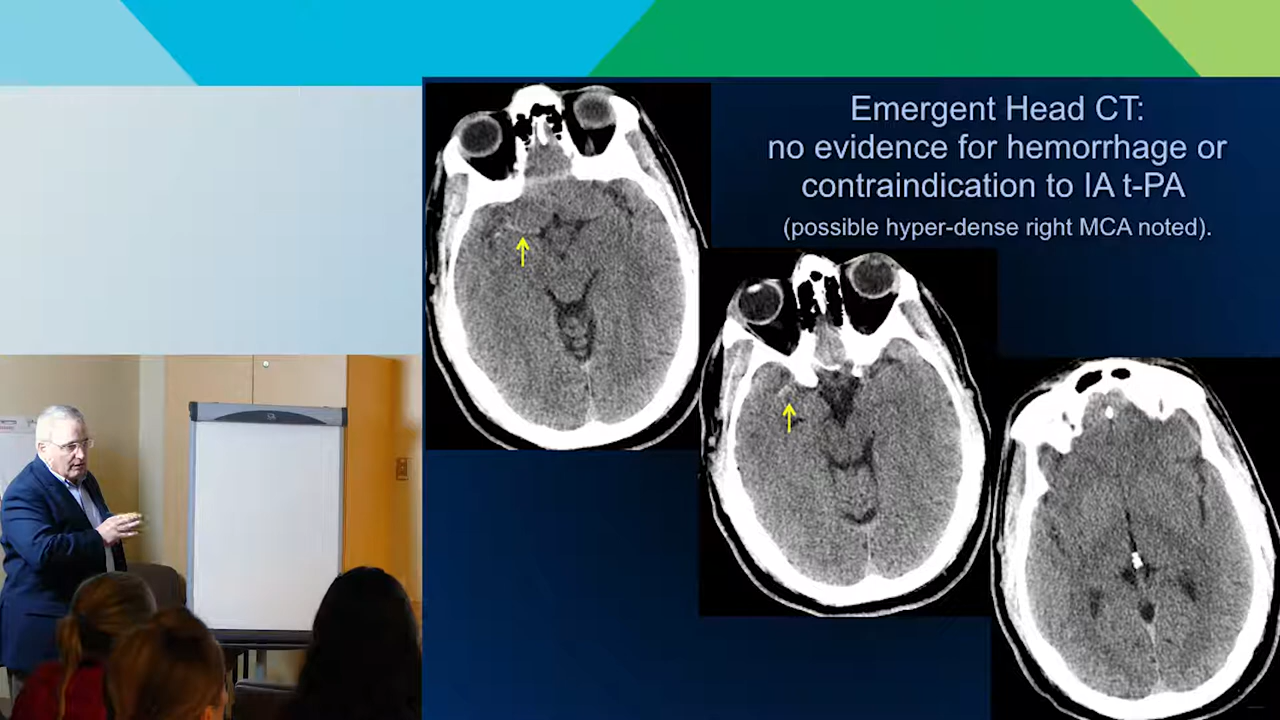 Emergent Head CT:
no evidence for hemorrhage or
contraindication to IA t-PA
(possible hyper-dense right MCA noted).